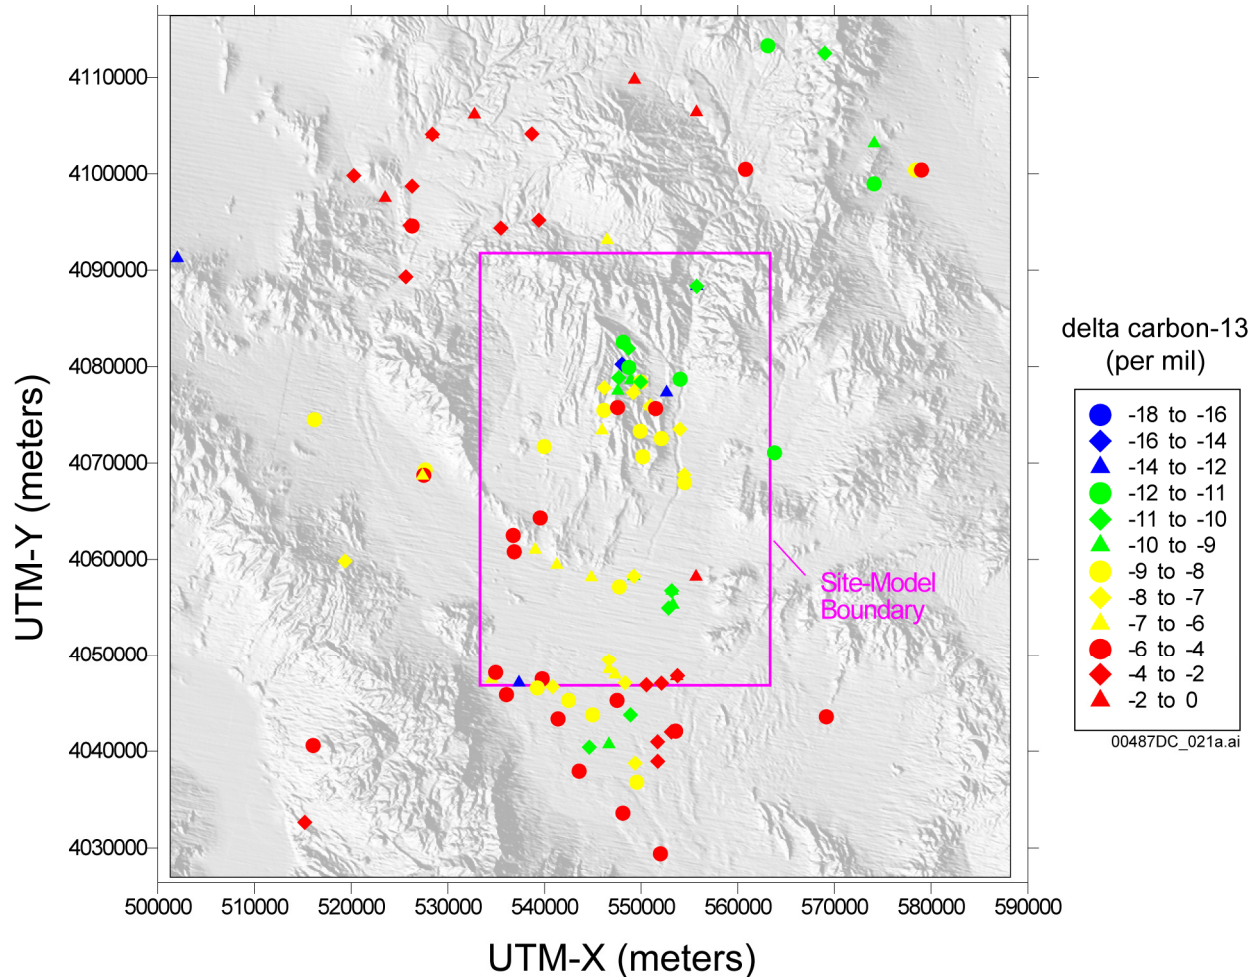 4110000
4100000
4090000
4080000
4070000
4060000
4050000
4040000
4030000
UTM-Y (meters)
500000 510000 520000 530000 540000 550000 560000 570000 580000 590000
UTM-X (meters)
Site-Model
Boundary
delta carbon-13
(per mil)
-18 to -16
-16 to -14
-14 to -12
-12 to -11
-11 to -10
-10 to -9
-9 to -8
-8 to -7
-7 to -6
-6 to -4
-4 to -2
-2 to 0
00487DC_021a.ai